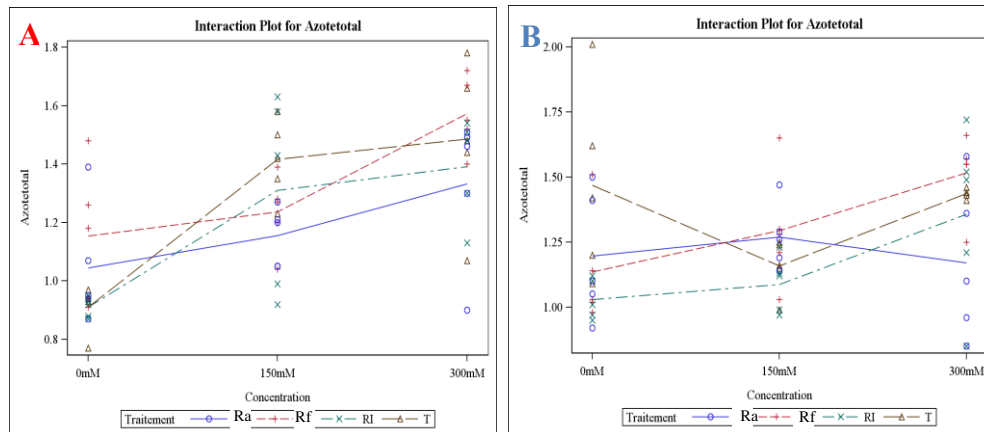 A
Interaction Plot for Azotetotal
1.8
1.6
1.4
1.2
1.0
0.8
Azotetotal
0mM
150mM
300mM
Concentration
Traitement Ra Rf RI T
B
Interaction Plot for Azotetotal
2.00
1.75
1.50
1.25
1.00
Azotetotal
0mM
150mM
300mM
Concentration
Traitement Ra Rf RI T